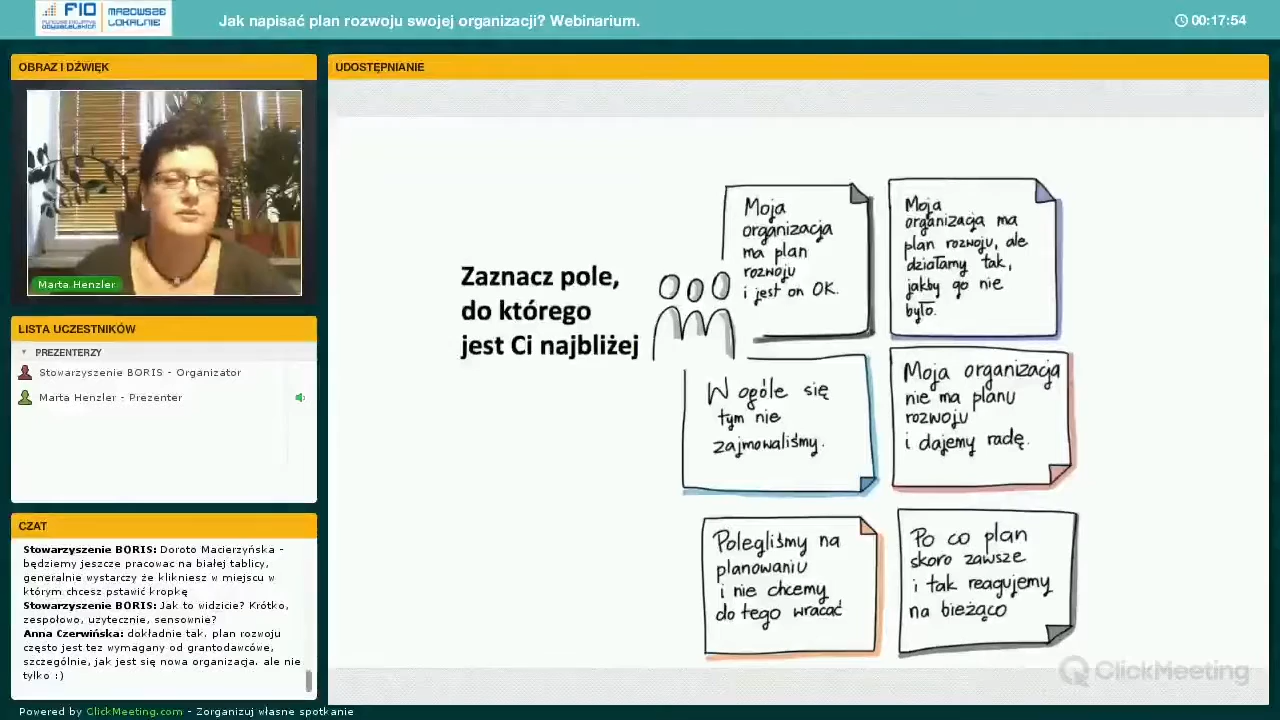 FIO
FUNDUSZ INICJATYW
OBYWATELSKICH
MAZOWSZE
LOKALNIE
Jak napisać plan rozwoju swojej organizacji? Webinarium.
00:17:54
OBRAZ I DŹWIĘK
Marta Henzler
LISTA UCZESTNIKÓW
PREZENTERZY
Stowarzyszenie BORIS - Organizator
Marta Henzler - Prezenter
CZAT
Stowarzyszenie BORIS: Doroto Macierzyńska -
będziemy jeszcze pracowac na białej tablicy,
generalnie wystarczy że klikniesz w miejscu w
którym chcesz pstawić kropkę
Stowarzyszenie BORIS: Jak to widzicie? Krótko,
zespołowo, uzytecznie, sensownie?
Anna Czerwińska: dokładnie tak. plan rozwoju
często jest tez wymagany od grantodawców,
szczególnie, jak jest się nowa organizacja. ale nie
tylko :)
UDOSTĘPNIANIE
Zaznacz pole,
do którego
jest Ci najbliżej
Moja
organizacja
ma plan
rozwoju
i jest on OK.
Moja
organizacja ma
plan rozwoju, ale
działamy tak,
jakby go nie
było.
W ogóle się
tym nie
zajmowaliśmy.
Moja organizacja
nie ma planu
rozwoju
i dajemy radę.
Polegliśmy na
planowaniu
i nie chcemy
do tego wracać
Po co plan
skoro zawsze
i tak reagujemy
na bieżąco
ClickMeeting
Powered by ClickMeeting.com - Zorganizuj własne spotkanie